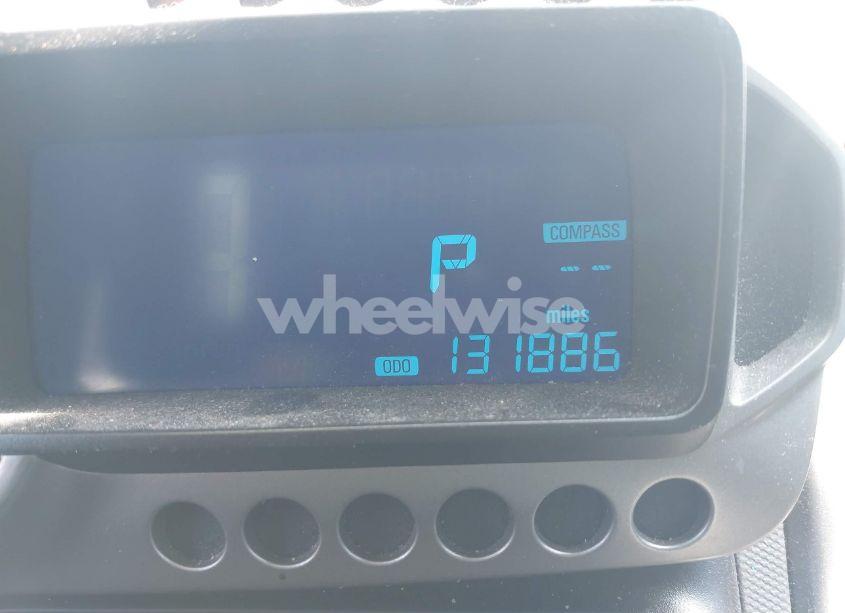 P
COMPASS
--
wheelwise
miles
ODO 131886